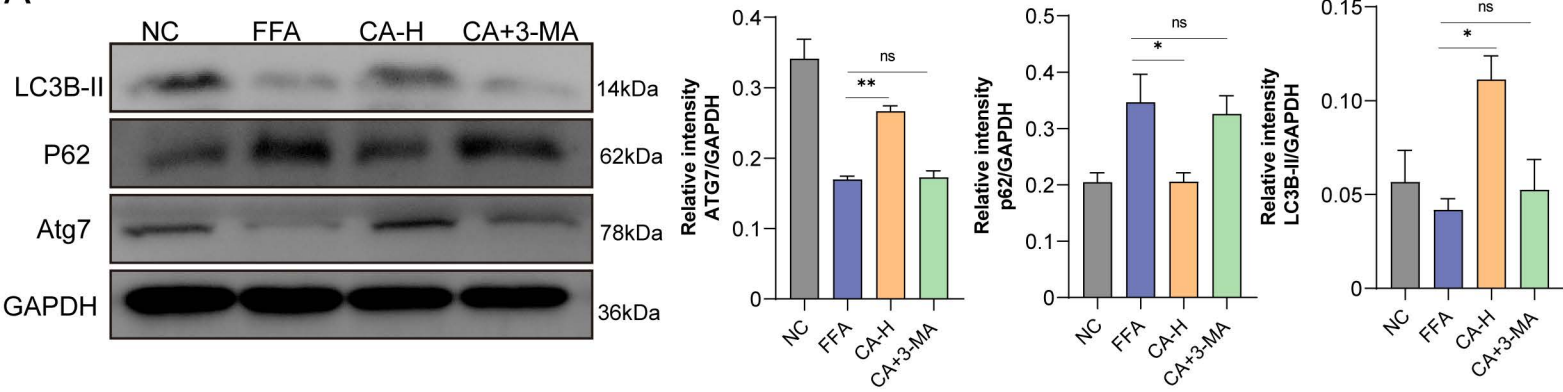 A
NC FFA CA-H CA+3-MA
LC3B-II 14kDa
P62 62kDa
Atg7 78kDa
GAPDH 36kDa
Relative intensity
ATG7/GAPDH
0.4
0.3
0.2
0.1
0
ns
**
NC FFA CA-H CA+3-MA
Relative intensity
p62/GAPDH
0.5
0.4
0.3
0.2
0.1
0
ns
*
NC FFA CA-H CA+3-MA
Relative intensity
LC3B-II/GAPDH
0.15
0.10
0.05
0
ns
*
NC FFA CA-H CA+3-MA